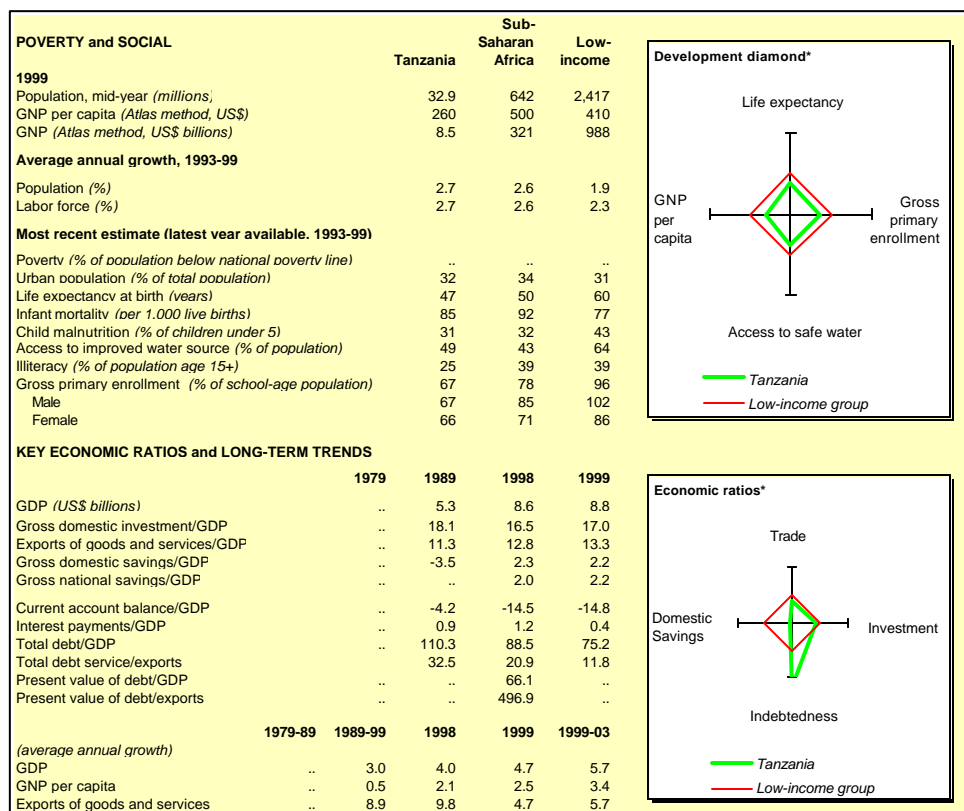 POVERTY and SOCIAL
Sub-
Saharan Low-
Tanzania Africa income
1999
Population, mid-year (millions) 32.9 642 2,417
GNP per capita (Atlas method, US$) 260 500 410
GNP (Atlas method, US$ billions) 8.5 321 988
Average annual growth, 1993-99
Population (%) 2.7 2.6 1.9
Labor force (%) 2.7 2.6 2.3
Most recent estimate (latest year available, 1993-99)
Poverty (% of population below national poverty line) .. .. ..
Urban population (% of total population) 32 34 31
Life expectancy at birth (years) 47 50 60
Infant mortality (per 1,000 live births) 85 92 77
Child malnutrition (% of children under 5) 31 32 43
Access to improved water source (% of population) 49 43 64
Illiteracy (% of population age 15+) 25 39 39
Gross primary enrollment (% of school-age population) 67 78 96
Male 67 85 102
Female 66 71 86
KEY ECONOMIC RATIOS and LONG-TERM TRENDS
1979 1989 1998 1999
GDP (US$ billions) .. 5.3 8.6 8.8
Gross domestic investment/GDP .. 18.1 16.5 17.0
Exports of goods and services/GDP .. 11.3 12.8 13.3
Gross domestic savings/GDP .. -3.5 2.3 2.2
Gross national savings/GDP .. .. 2.0 2.2
Current account balance/GDP .. -4.2 -14.5 -14.8
Interest payments/GDP .. 0.9 1.2 0.4
Total debt/GDP .. 110.3 88.5 75.2
Total debt service/exports .. 32.5 20.9 11.8
Present value of debt/GDP .. .. 66.1 ..
Present value of debt/exports .. .. 496.9 ..
1979-89 1989-99 1998 1999 1999-03
(average annual growth)
GDP .. 3.0 4.0 4.7 5.7
GNP per capita .. 0.5 2.1 2.5 3.4
Exports of goods and services .. 8.9 9.8 4.7 5.7
Development diamond*
Life expectancy
GNP
per
capita
Gross
primary
enrollment
Access to safe water
Tanzania
Low-income group
Economic ratios*
Trade
Domestic
Savings
Investment
Indebtedness
Tanzania
Low-income group